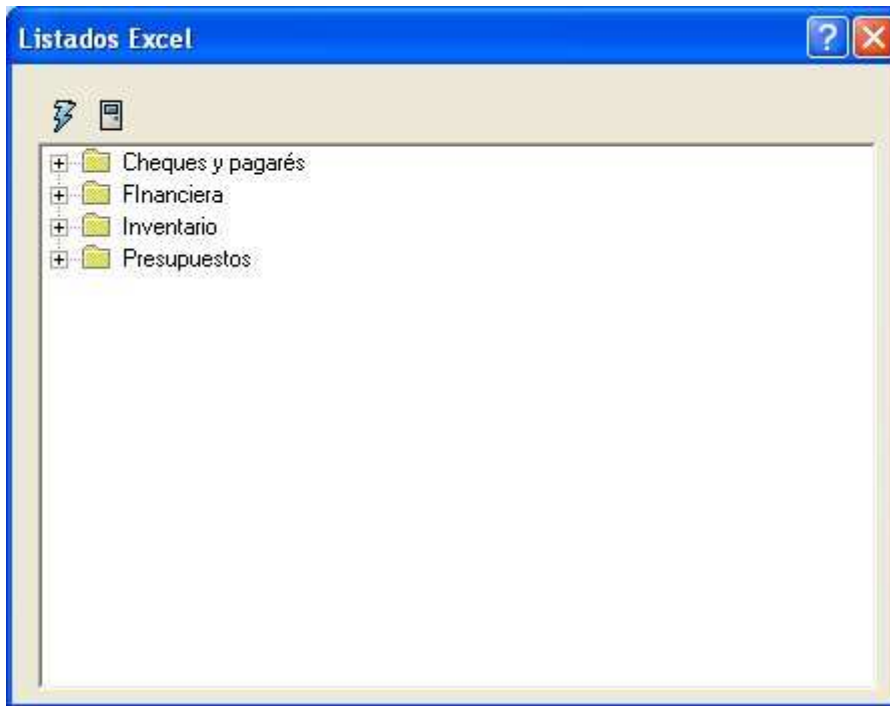 Listados Excel
Cheques y pagarés
FInanciera
Inventario
Presupuestos